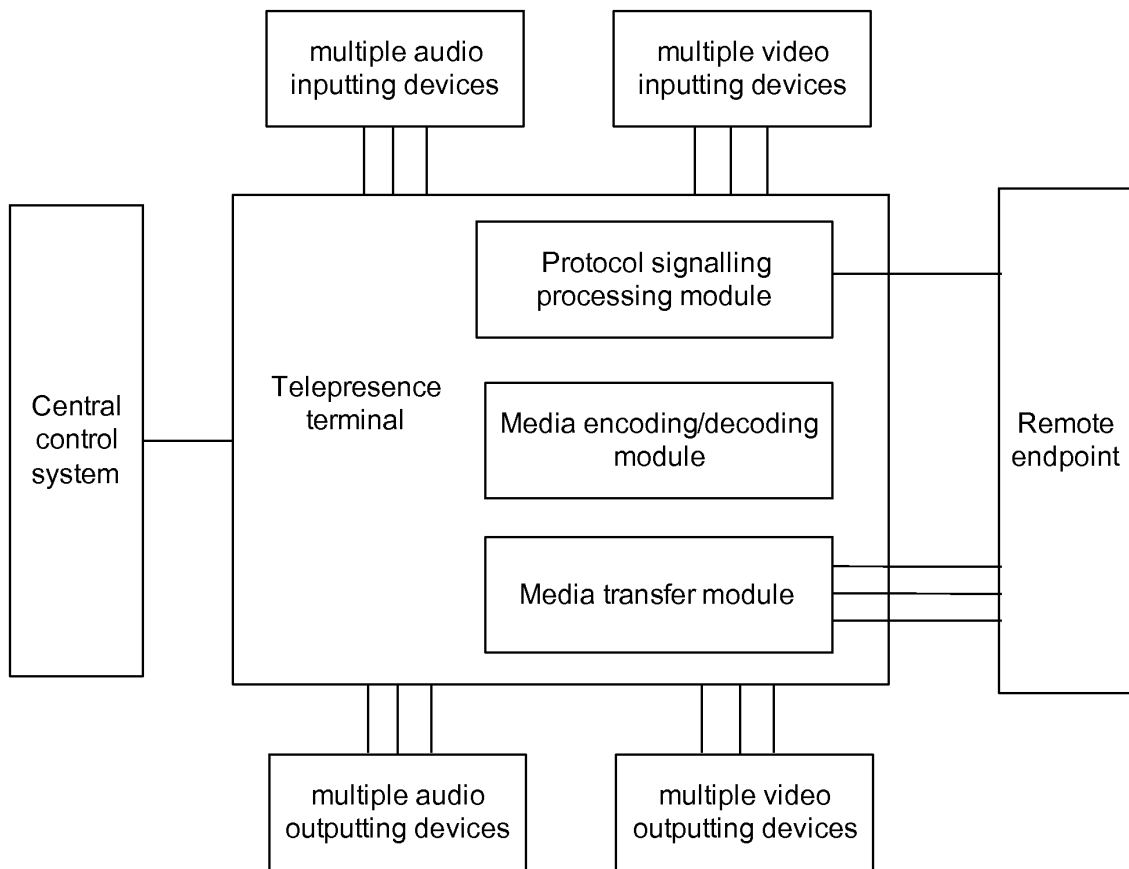 multiple audio
inputting devices
multiple video
inputting devices
Protocol signalling
processing module
Telepresence
terminal
Media encoding/decoding
module
Central
control
system
Remote
endpoint
Media transfer module
multiple audio
outputting devices
multiple video
outputting devices